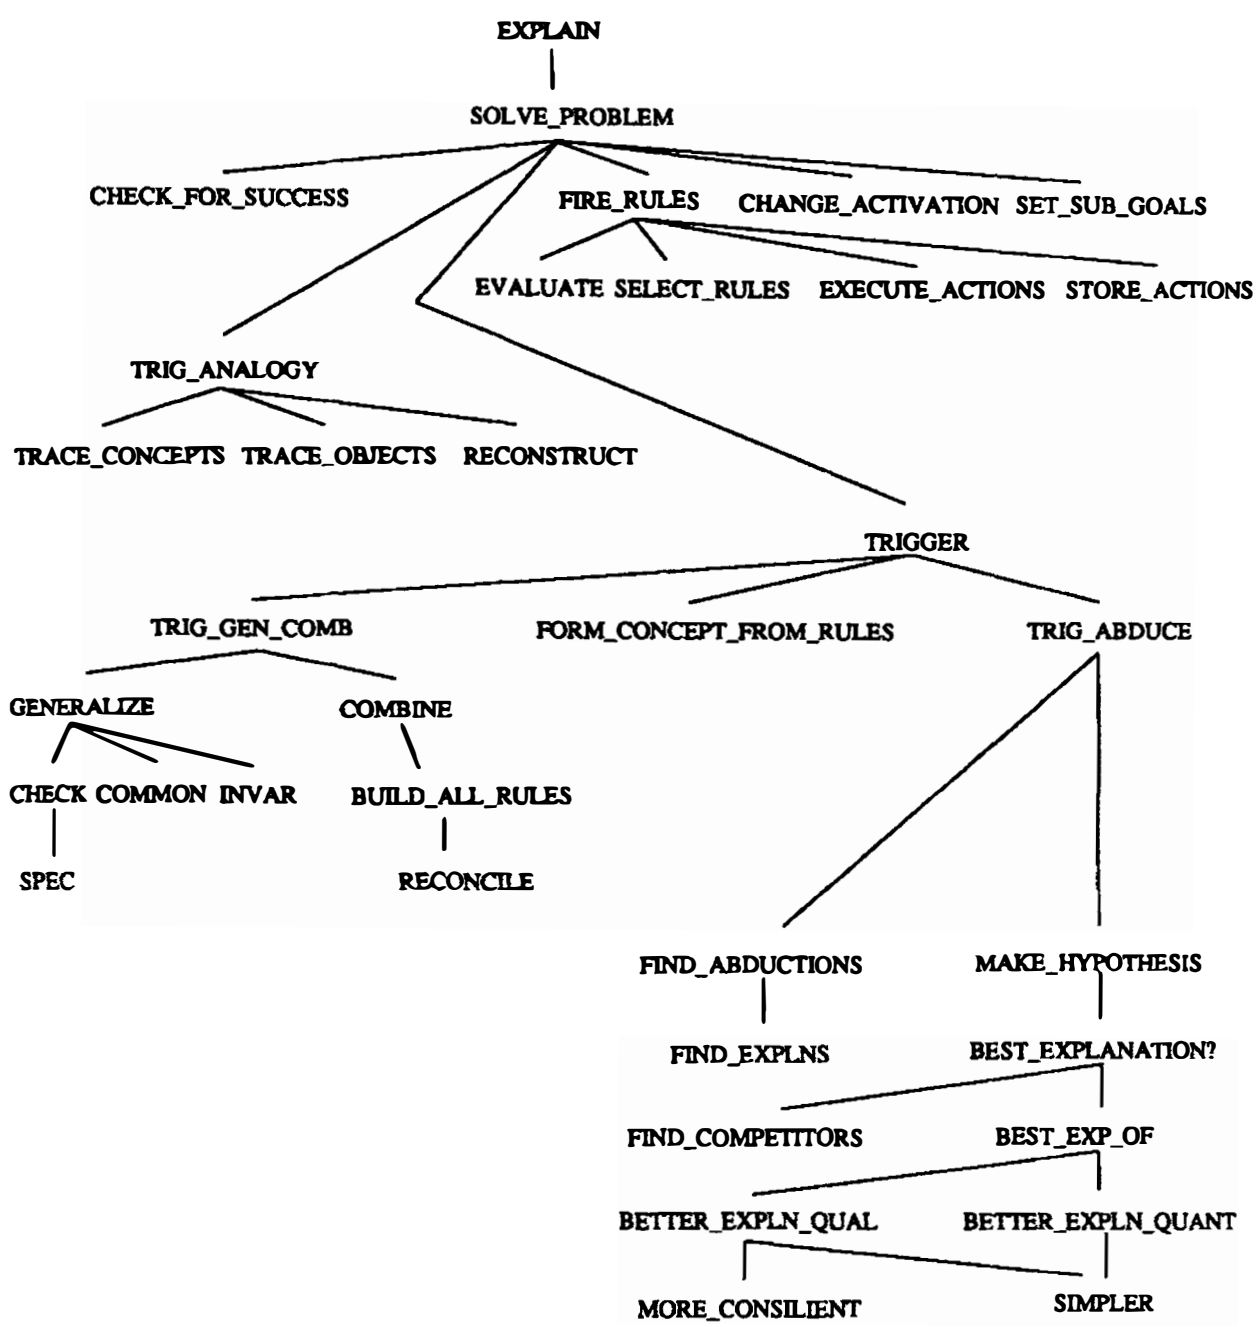 EXPLAIN
SOLVE_PROBLEM
CHECK_FOR_SUCCESS FIRE_RULES CHANGE_ACTIVATION SET_SUB_GOALS
EVALUATE SELECT_RULES EXECUTE_ACTIONS STORE_ACTIONS
TRIG_ANALOGY
TRACE_CONCEPTS TRACE_OBJECTS RECONSTRUCT
TRIGGER
TRIG_GEN_COMB FORM_CONCEPT_FROM_RULES TRIG_ABDUCE
GENERALIZE COMBINE
CHECK COMMON INVAR BUILD_ALL_RULES
SPEC RECONCILE
FIND_ABDUCTIONS MAKE_HYPOTHESIS
FIND_EXPLNS BEST_EXPLANATION?
FIND_COMPETITORS BEST_EXP_OF
BETTER_EXPLN_QUAL BETTER_EXPLN_QUANT
MORE_CONSILIENT SIMPLER